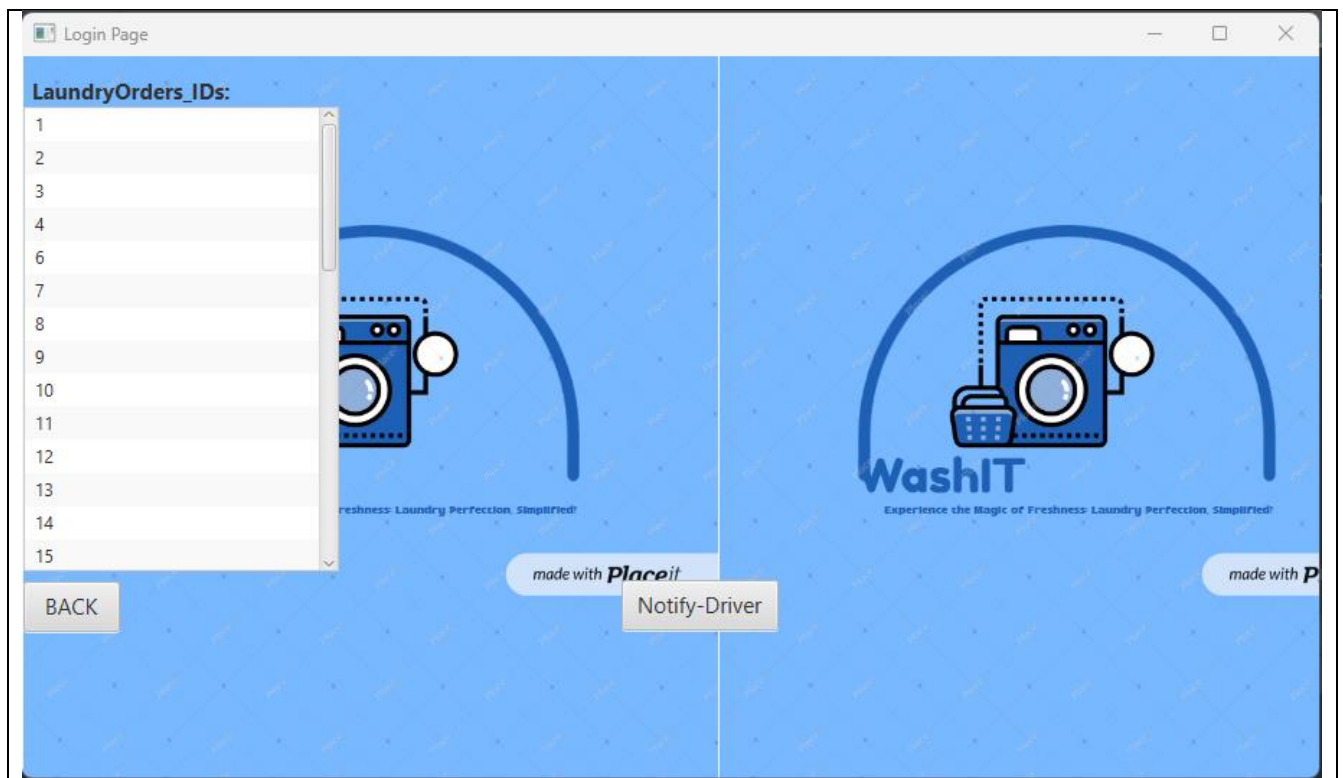 Login Page
LaundryOrders_IDs:
1
2
3
4
6
7
8
9
10
11
12
13
14
15
WashIT
reshness: Laundry Perfection, Simplified!
Experience the Magic of Freshness: Laundry Perfection, Simplified!
made with Placeit
made with P
BACK
Notify-Driver